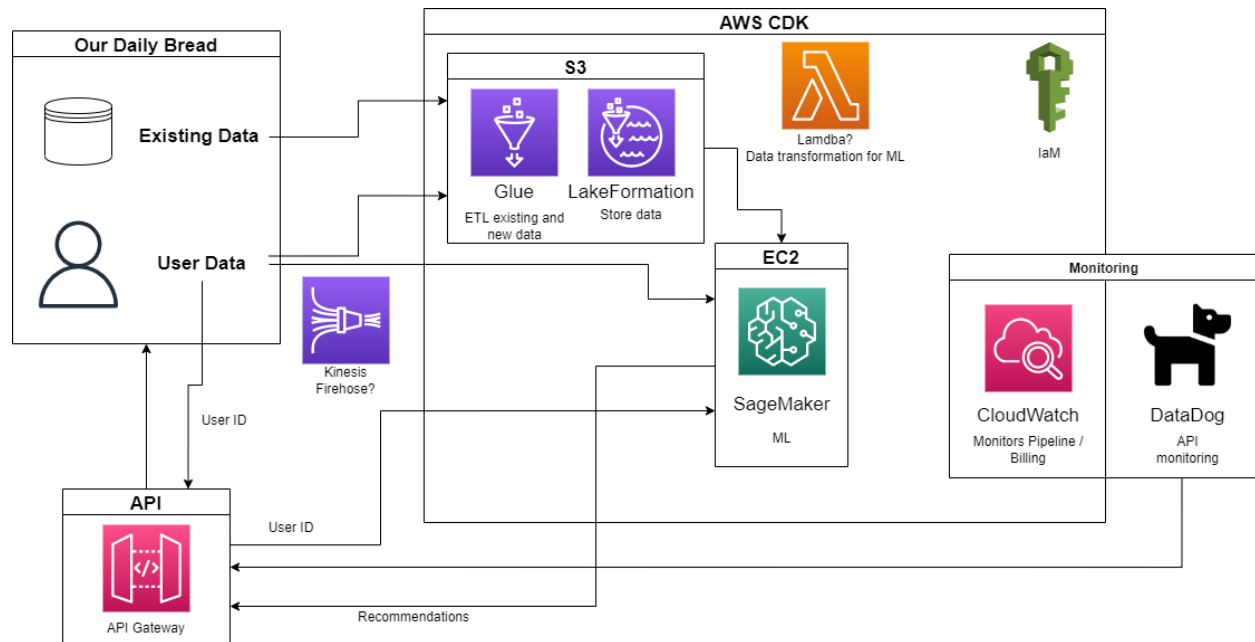 Our Daily Bread
Existing Data
User Data
AWS CDK
S3
Glue
ETL existing and
new data
LakeFormation
Store data
Lamdba?
Data transformation for ML
IaM
Kinesis
Firehose?
EC2
SageMaker
ML
Monitoring
CloudWatch
Monitors Pipeline /
Billing
DataDog
API
monitoring
User ID
API
</>
API Gateway
User ID
Recommendations